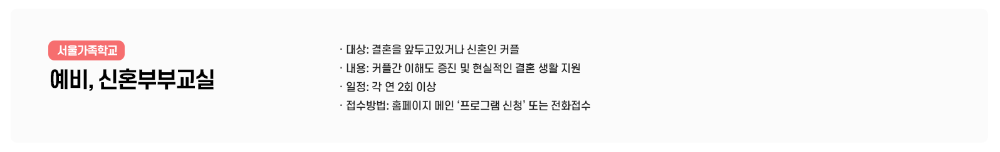 서울가족학교
예비, 신혼부부교실
· 대상: 결혼을 앞두고있거나 신혼인 커플
· 내용: 커플간 이해도 증진 및 현실적인 결혼 생활 지원
· 일정: 각 연 2회 이상
· 접수방법: 홈페이지 메인 ‘프로그램 신청’ 또는 전화접수